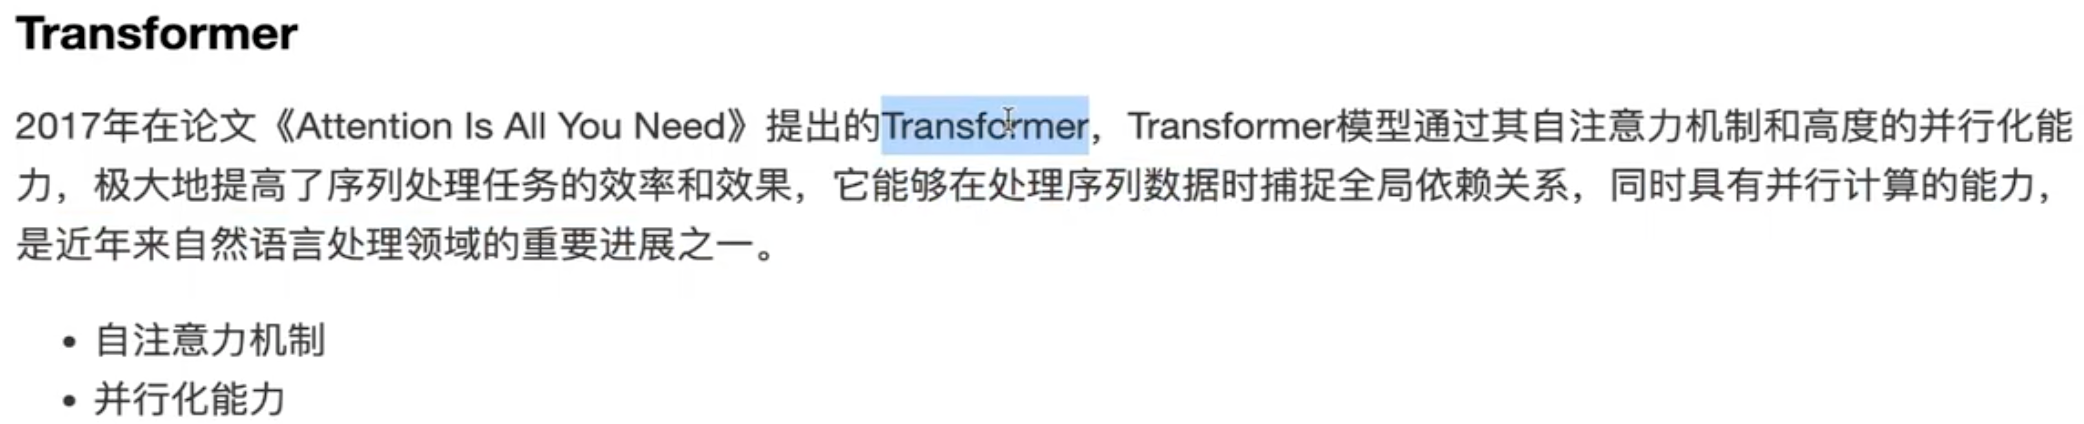 Transformer
2017年在论文《Attention Is All You Need》提出的Transformer，Transformer模型通过其自注意力机制和高度的并行化能
力，极大地提高了序列处理任务的效率和效果，它能够在处理序列数据时捕捉全局依赖关系，同时具有并行计算的能力，
是近年来自然语言处理领域的重要进展之一。
• 自注意力机制
• 并行化能力